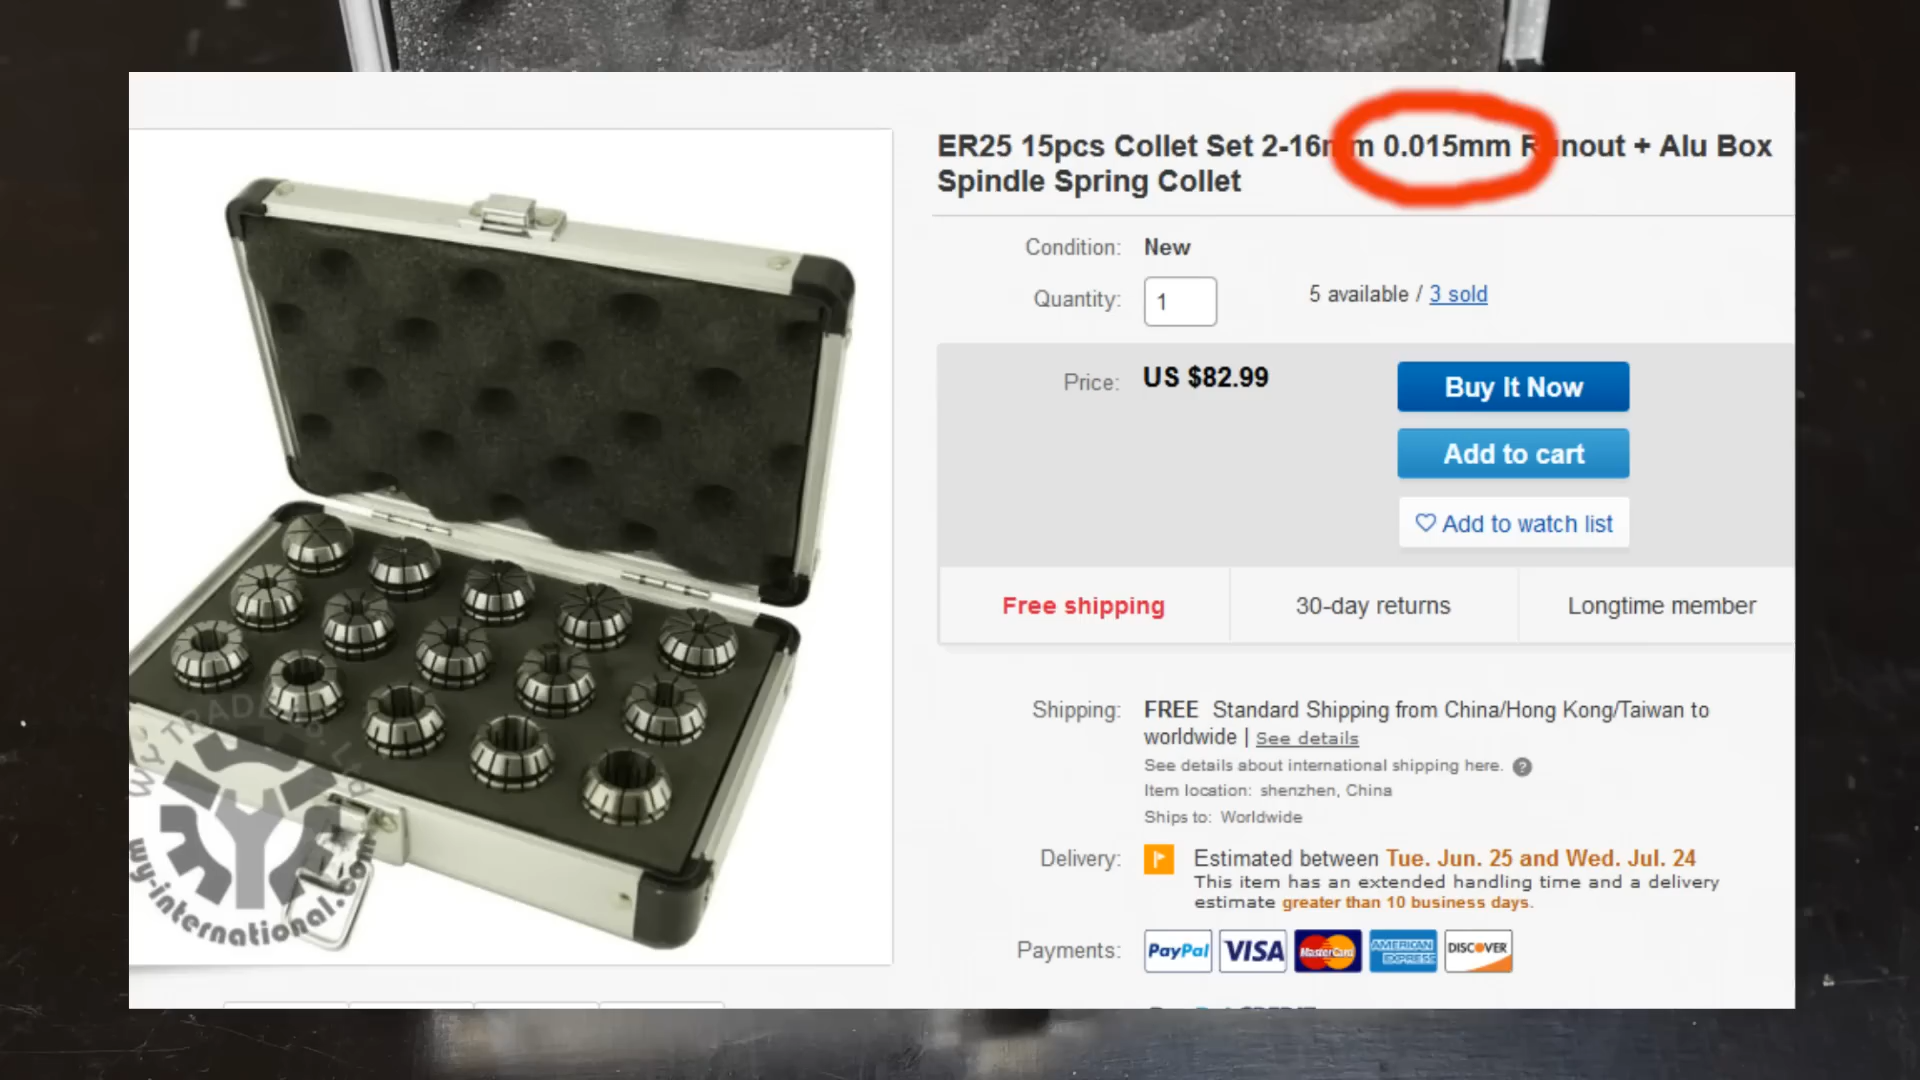 ER25 15pcs Collet Set 2-16mm 0.015mm Runout + Alu Box
Spindle Spring Collet
Condition: New
Quantity: 1
5 available / 3 sold
Price: US $82.99
Buy It Now
Add to cart
Add to watch list
Free shipping
30-day returns
Longtime member
Shipping: FREE Standard Shipping from China/Hong Kong/Taiwan to
worldwide | See details
See details about international shipping here. ?
Item location: shenzhen, China
Ships to: Worldwide
Delivery: Estimated between Tue. Jun. 25 and Wed. Jul. 24
This item has an extended handling time and a delivery
estimate greater than 10 business days.
Payments: PayPal VISA MasterCard AMERICAN EXPRESS DISCOVER
wy-international.com